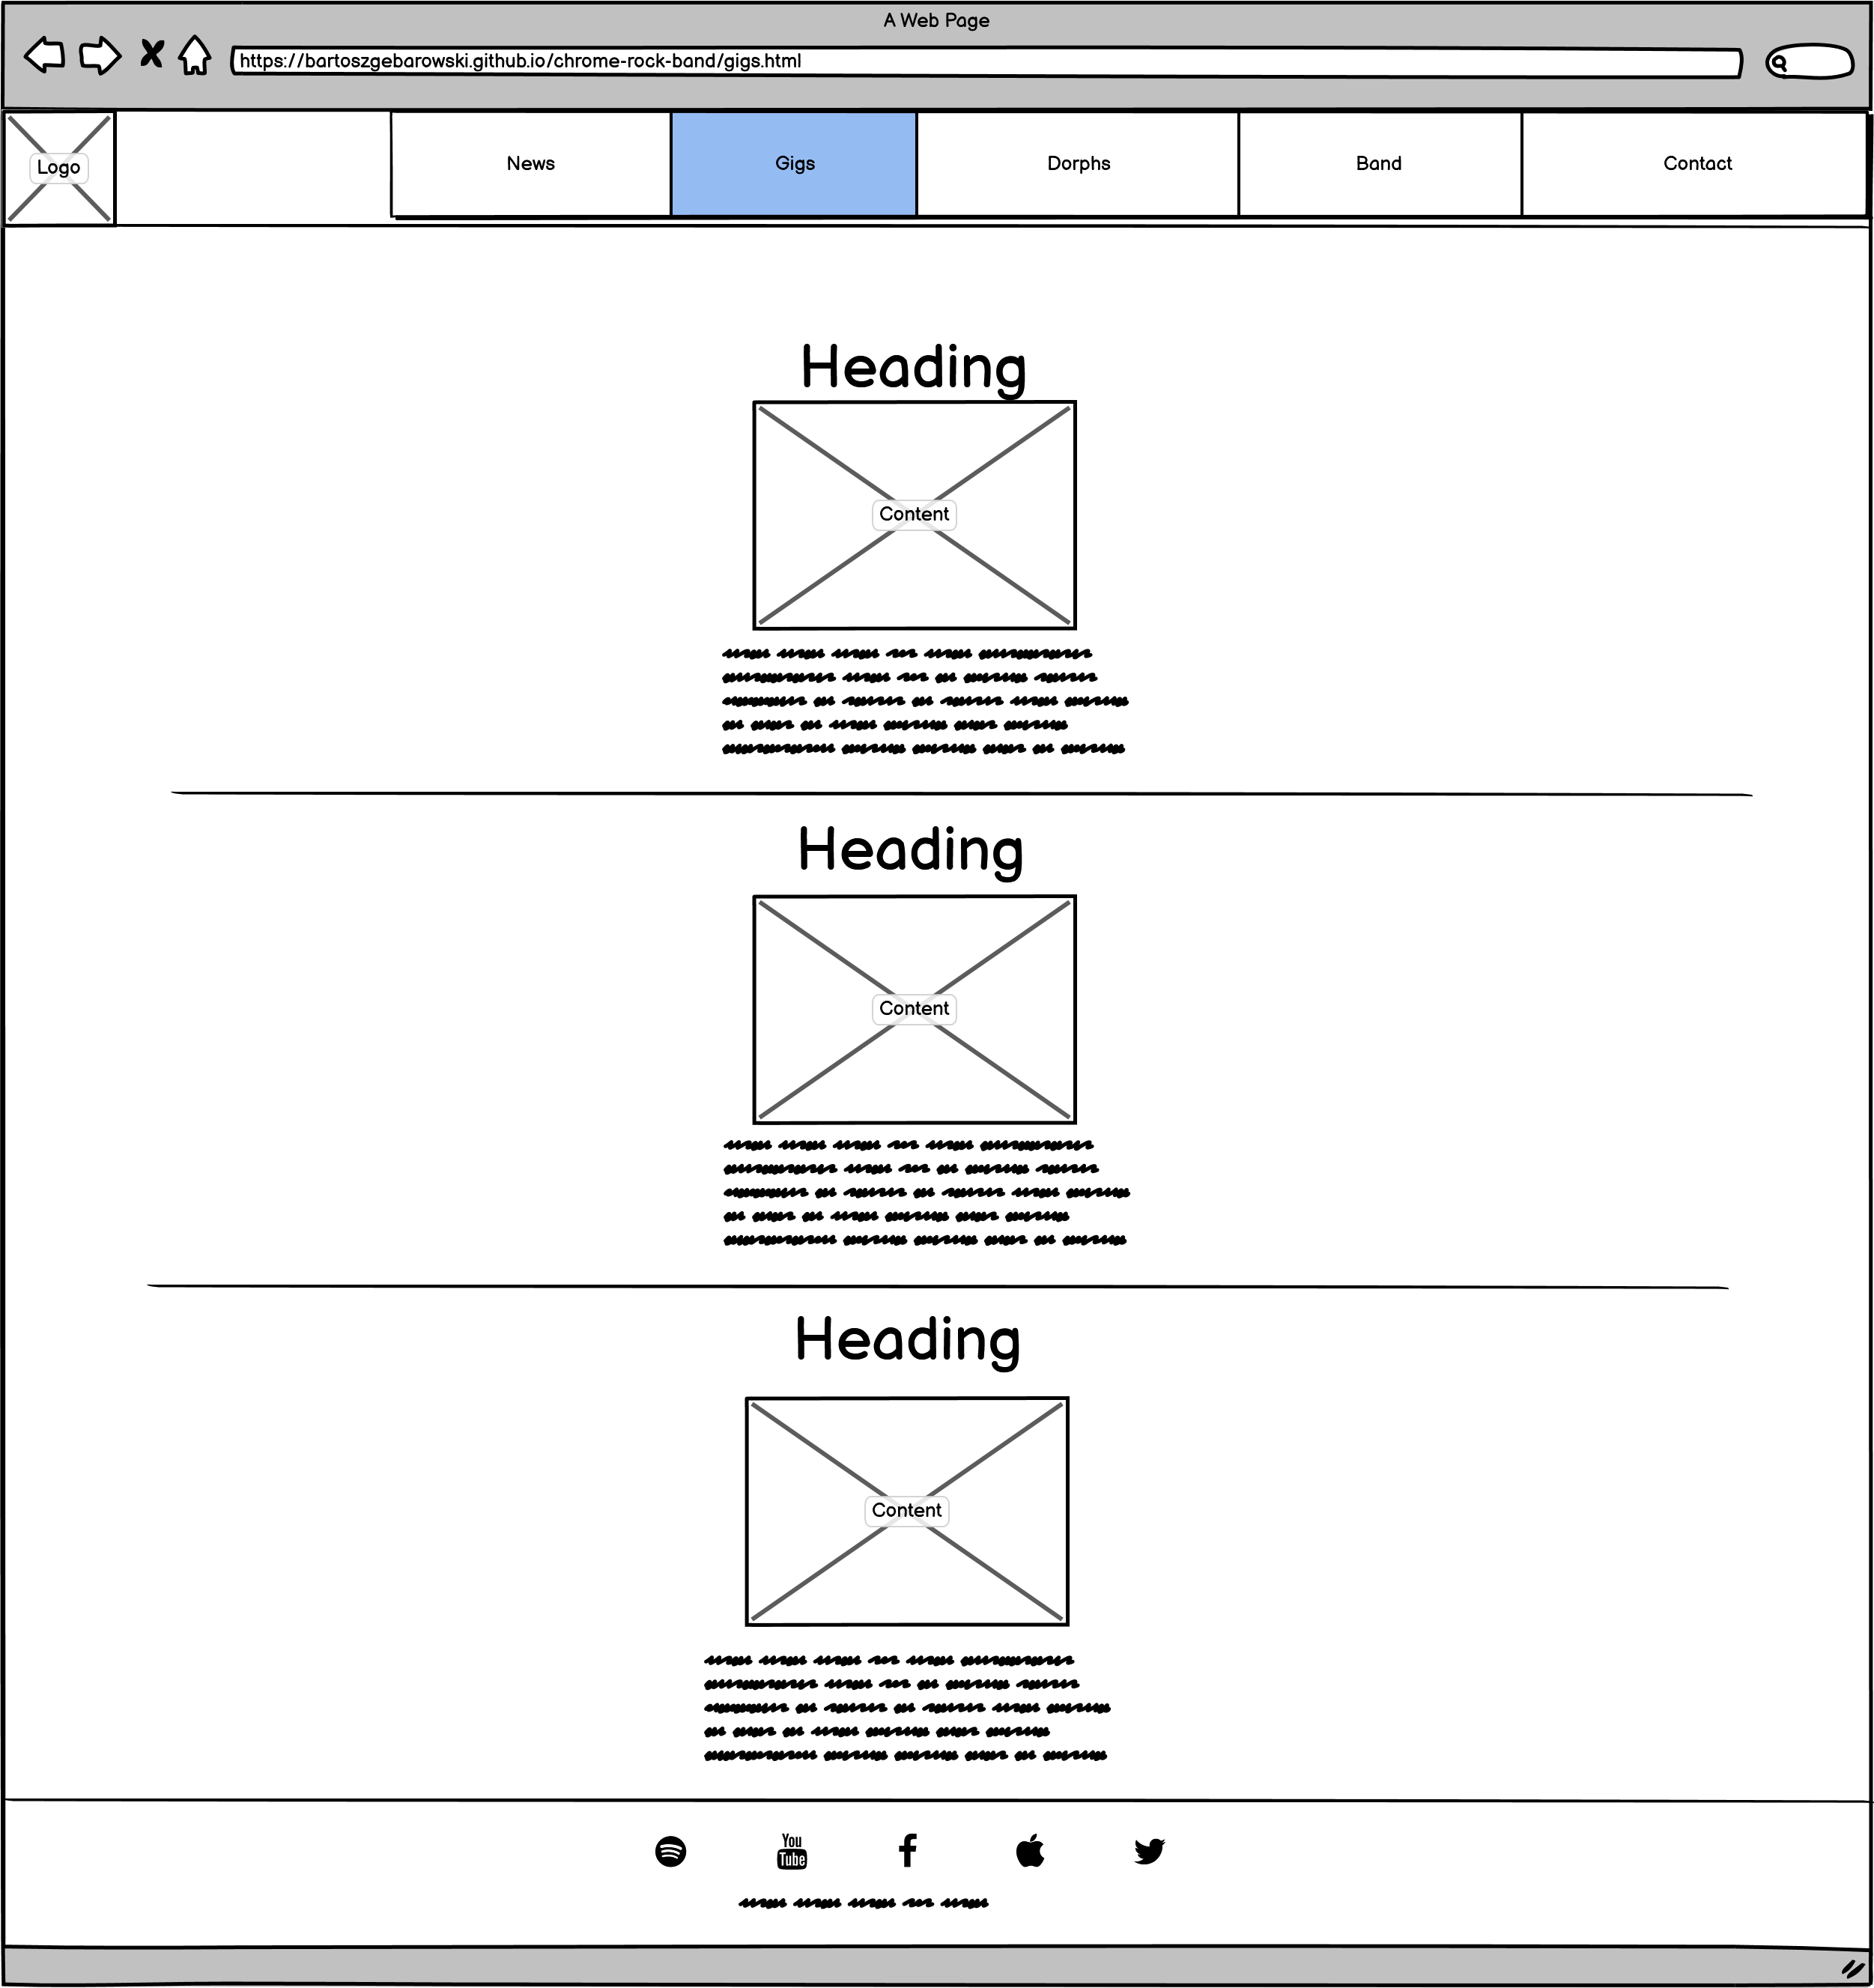 A Web Page
https://bartoszgebarowski.github.io/chrome-rock-band/gigs.html
Logo
News Gigs Dorphs Band Contact
Heading
Content
Heading
Content
Heading
Content
You
Tube